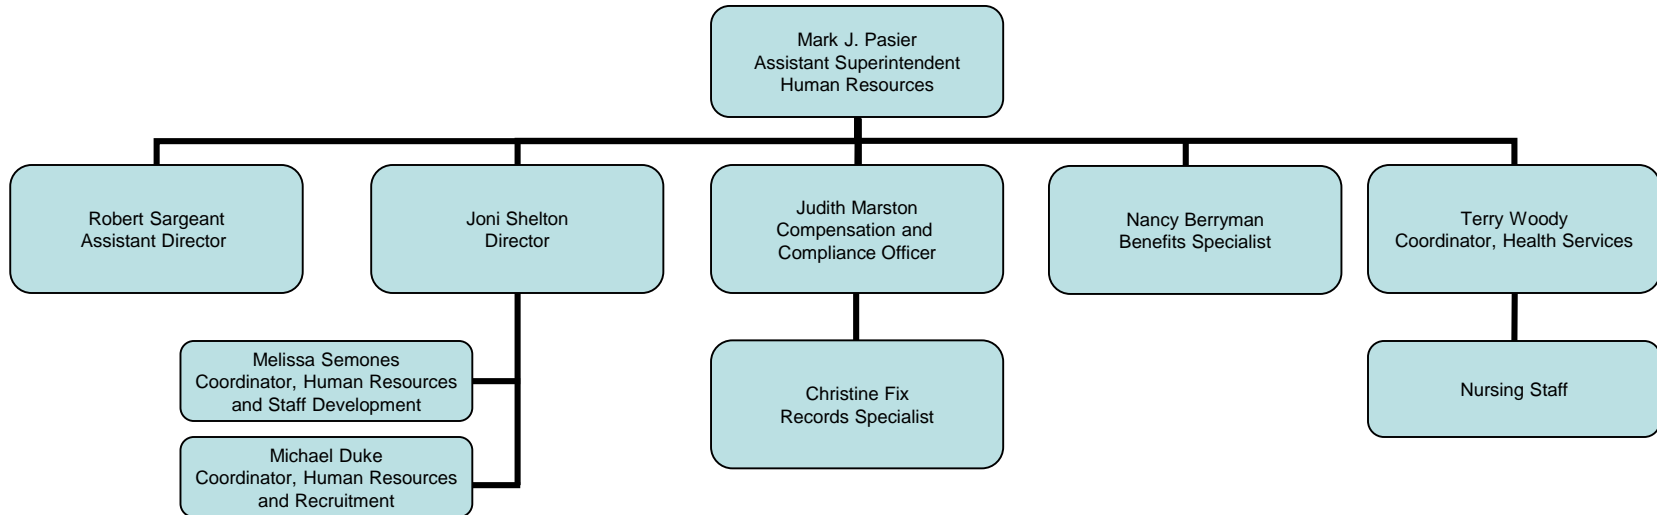 Mark J. Pasier
Assistant Superintendent
Human Resources
Robert Sargeant
Assistant Director
Joni Shelton
Director
Judith Marston
Compensation and
Compliance Officer
Nancy Berryman
Benefits Specialist
Terry Woody
Coordinator, Health Services
Melissa Semones
Coordinator, Human Resources
and Staff Development
Michael Duke
Coordinator, Human Resources
and Recruitment
Christine Fix
Records Specialist
Nursing Staff